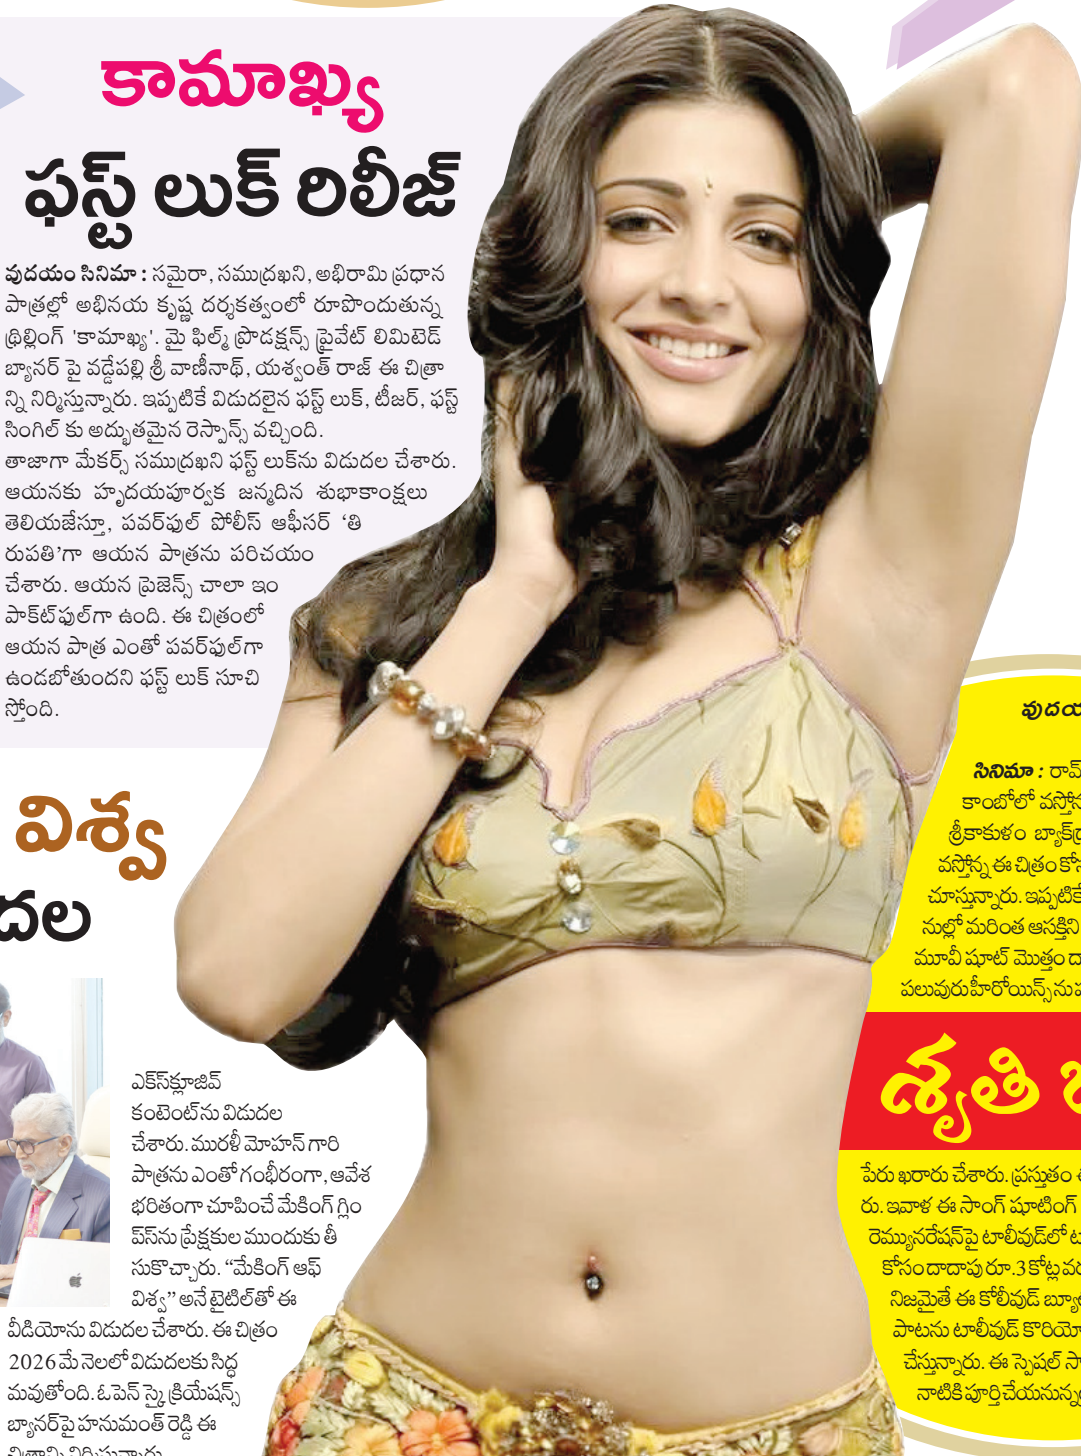 కామాఖ్య
ఫస్ట్ లుక్ రిలీజ్
వుదయం సినిమా : సమైరా, సముద్రఖని, అభిరామి ప్రధాన
పాత్రల్లో అభినయ కృష్ణ దర్శకత్వంలో రూపొందుతున్న
థ్రిల్లింగ్ 'కామాఖ్య'. మై ఫిల్మ్ ప్రొడక్షన్స్ ప్రైవేట్ లిమిటెడ్
బ్యానర్ పై వడ్డేపల్లి శ్రీ వాణీనాథ్, యశ్వంత్ రాజ్ ఈ చిత్రా
న్ని నిర్మిస్తున్నారు. ఇప్పటికే విడుదలైన ఫస్ట్ లుక్, టీజర్, ఫస్ట్
సింగిల్ కు అద్భుతమైన రెస్పాన్స్ వచ్చింది.
తాజాగా మేకర్స్ సముద్రఖని ఫస్ట్ లుక్‌ను విడుదల చేశారు.
ఆయనకు హృదయపూర్వక జన్మదిన శుభాకాంక్షలు
తెలియజేస్తూ, పవర్‌ఫుల్ పోలీస్ ఆఫీసర్ ‘తి
రుపతి’గా ఆయన పాత్రను పరిచయం
చేశారు. ఆయన ప్రెజెన్స్ చాలా ఇం
పాక్ట్‌ఫుల్‌గా ఉంది. ఈ చిత్రంలో
ఆయన పాత్ర ఎంతో పవర్‌ఫుల్‌గా
ఉండబోతుందని ఫస్ట్ లుక్ సూచి
స్తోంది.
విశ్వ
దల
ఎక్స్‌క్లూజివ్
కంటెంట్‌ను విడుదల
చేశారు. మురళీ మోహన్ గారి
పాత్రను ఎంతో గంభీరంగా, ఆవేశ
భరితంగా చూపించే మేకింగ్ గ్లిం
ప్స్‌ను ప్రేక్షకుల ముందుకు తీ
సుకొచ్చారు. “మేకింగ్ ఆఫ్
విశ్వ” అనే టైటిల్‌తో ఈ
వీడియోను విడుదల చేశారు. ఈ చిత్రం
2026 మే నెలలో విడుదలకు సిద్ధ
మవుతోంది. ఓపెన్ స్కై క్రియేషన్స్
బ్యానర్‌పై హనుమంత్ రెడ్డి ఈ
వుదయ
సినిమా : రామ్
కాంబోలో వస్తోన
శ్రీకాకుళం బ్యాక్‌డ్ర
వస్తోన్న ఈ చిత్రం కోస
చూస్తున్నారు. ఇప్పటికే
నుల్లో మరింత ఆసక్తిని
మూవీ షూట్ మొత్తం దా
పలువురు హీరోయిన్స్‌ను
శృతి
పేరు ఖరారు చేశారు. ప్రస్తుతం
రు. ఇవాళ ఈ సాంగ్ షూటింగ్
రెమ్యునరేషన్‌పై టాలీవుడ్‌లో ట
కోసం దాదాపు రూ.3 కోట్ల వర
నిజమైతే ఈ కోలీవుడ్ బ్యూ
పాటను టాలీవుడ్ కొరియో
చేస్తున్నారు. ఈ స్పెషల్ సా
నాటికి పూర్తి చేయనున్న